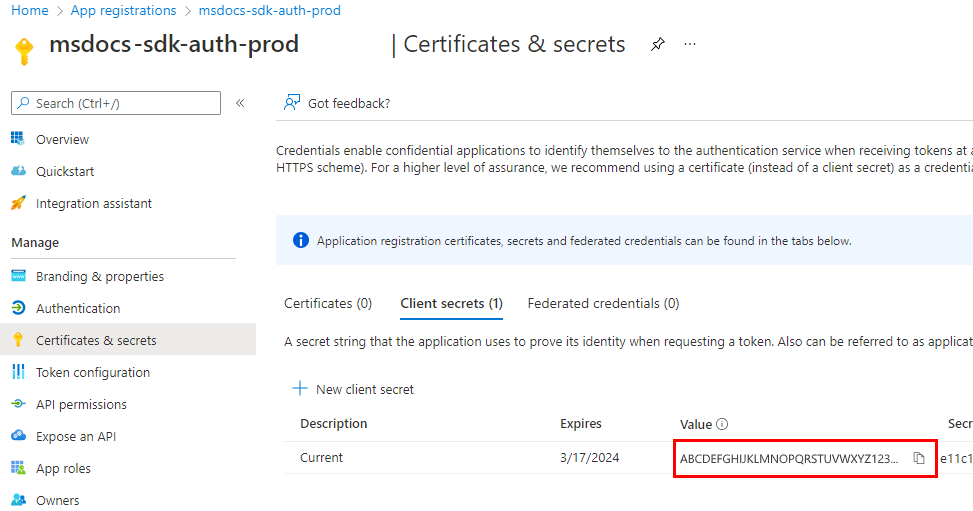 Home > App registrations > msdocs-sdk-auth-prod
msdocs-sdk-auth-prod | Certificates & secrets ...
Search (Ctrl+/) «
Got feedback?
Overview
Quickstart
Integration assistant
Manage
Branding & properties
Authentication
Certificates & secrets
Token configuration
API permissions
Expose an API
App roles
Owners
Credentials enable confidential applications to identify themselves to the authentication service when receiving tokens at a
HTTPS scheme). For a higher level of assurance, we recommend using a certificate (instead of a client secret) as a credentia
Application registration certificates, secrets and federated credentials can be found in the tabs below.
Certificates (0) Client secrets (1) Federated credentials (0)
A secret string that the application uses to prove its identity when requesting a token. Also can be referred to as applicat
New client secret
Description Expires Value Secr
Current 3/17/2024 ABCDEFGHIJKLMNOPQRSTUVWXYZ123... e11c1